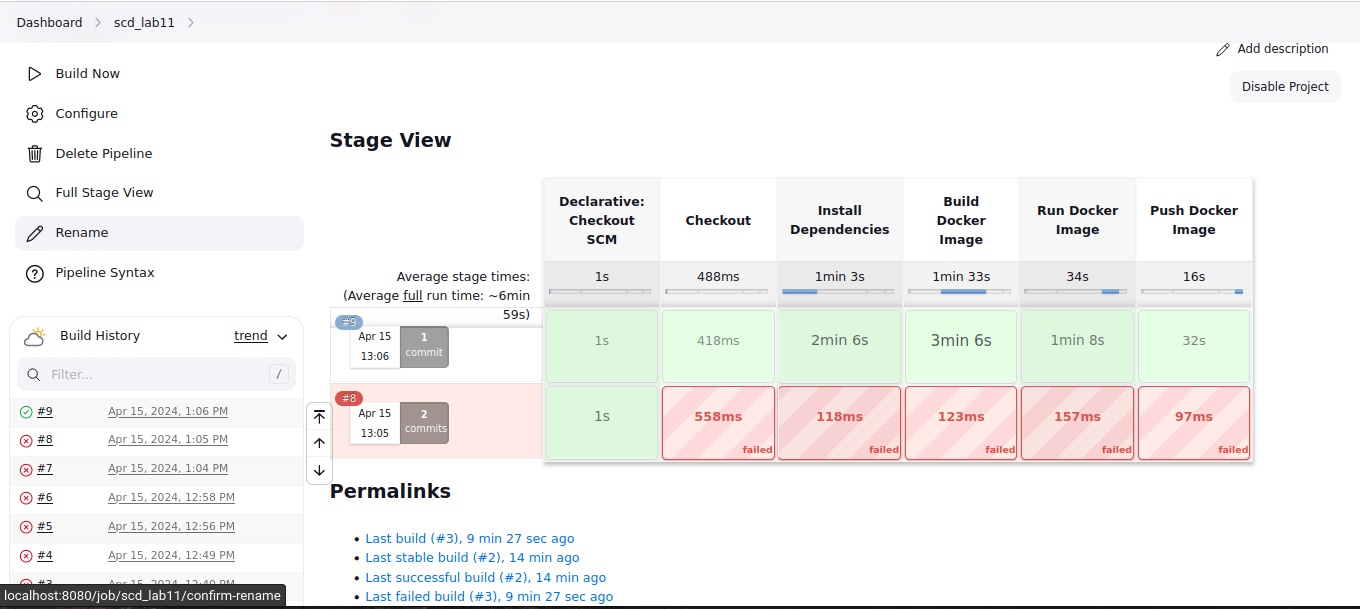 Dashboard scd_lab11
Add description
Disable Project
Build Now
Configure
Delete Pipeline
Full Stage View
Rename
Pipeline Syntax
Build History trend
Filter... /
#9 Apr 15, 2024, 1:06 PM
#8 Apr 15, 2024, 1:05 PM
#7 Apr 15, 2024, 1:04 PM
#6 Apr 15, 2024, 12:58 PM
#5 Apr 15, 2024, 12:56 PM
#4 Apr 15, 2024, 12:49 PM
#3 Apr 15, 2024, 12:40 PM
localhost:8080/job/scd_lab11/confirm-rename
Stage View
Declarative:
Checkout
SCM
Checkout
Install
Dependencies
Build
Docker
Image
Run Docker
Image
Push Docker
Image
Average stage times:
(Average full run time: ~6min
59s)
1s 488ms 1min 3s 1min 33s 34s 16s
#9
Apr 15
13:06
1
commit
1s 418ms 2min 6s 3min 6s 1min 8s 32s
#8
Apr 15
13:05
2
commits
1s 558ms 118ms 123ms 157ms 97ms
failed failed failed failed failed
Permalinks
Last build (#3), 9 min 27 sec ago
Last stable build (#2), 14 min ago
Last successful build (#2), 14 min ago
Last failed build (#3), 9 min 27 sec ago